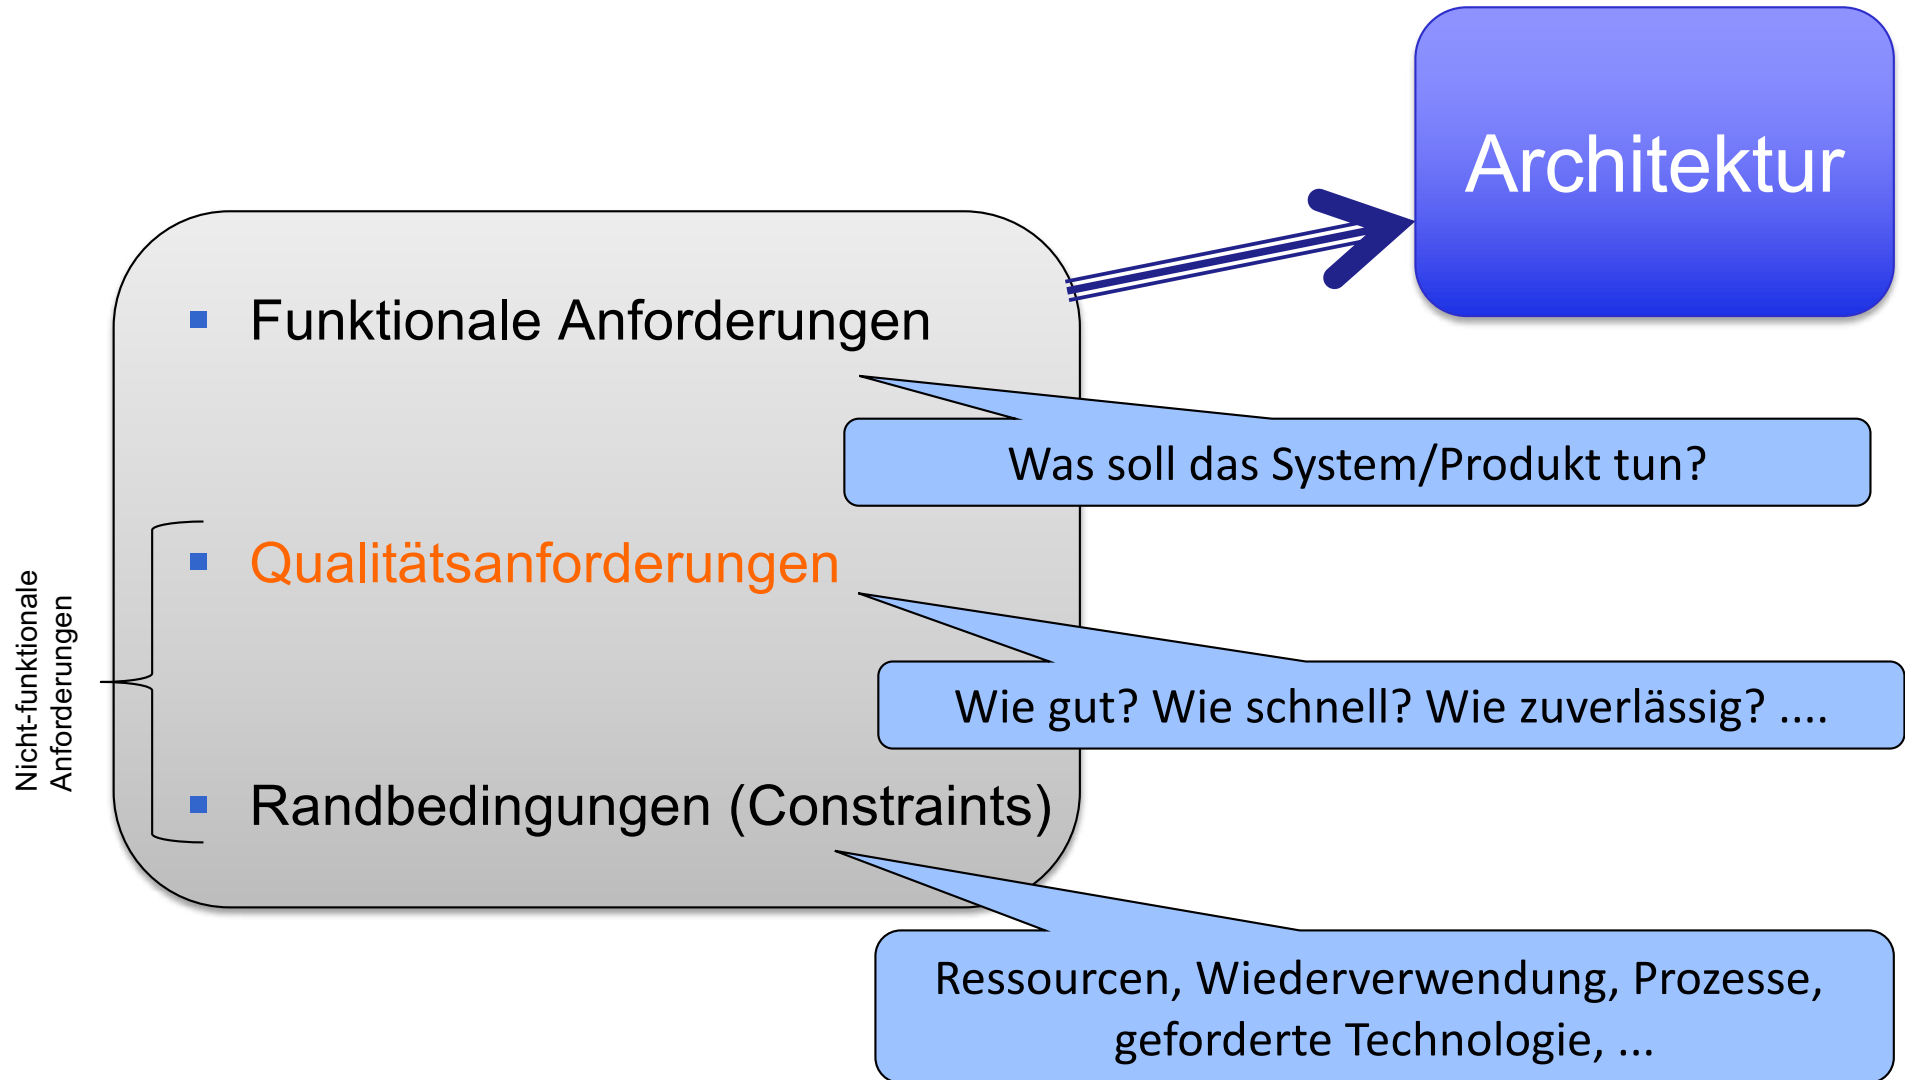 Architektur
Funktionale Anforderungen
Was soll das System/Produkt tun?
Qualitätsanforderungen
Nicht-funktionale
Anforderungen
Wie gut? Wie schnell? Wie zuverlässig? ....
Randbedingungen (Constraints)
Ressourcen, Wiederverwendung, Prozesse,
geforderte Technologie, ...